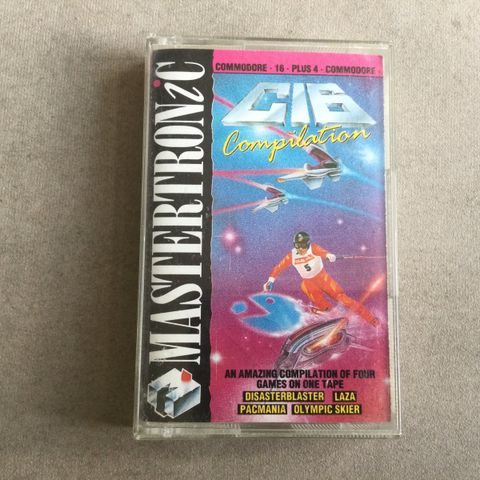 MASTERTRONiC
COMMODORE · 16 · PLUS 4 · COMMODORE ·
C16
Compilation
5
AN AMAZING COMPILATION OF FOUR
GAMES ON ONE TAPE
DISASTERBLASTER LAZA
PACMANIA OLYMPIC SKIER